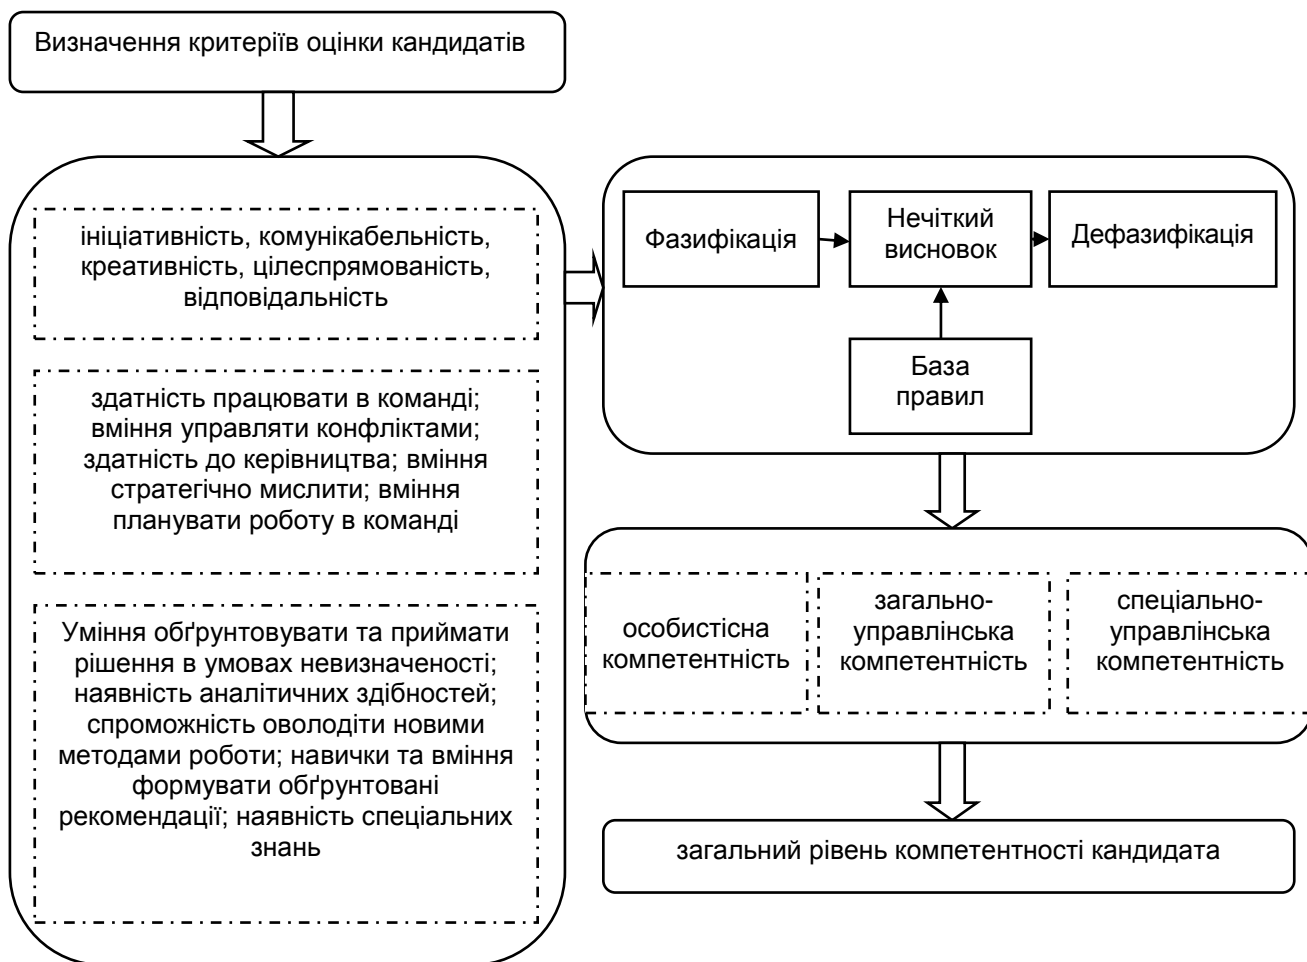 Визначення критеріїв оцінки кандидатів
ініціативність, комунікабельність,
креативність, цілеспрямованість,
відповідальність
здатність працювати в команді;
вміння управляти конфліктами;
здатність до керівництва; вміння
стратегічно мислити; вміння
планувати роботу в команді
Уміння обґрунтовувати та приймати
рішення в умовах невизначеності;
наявність аналітичних здібностей;
спроможність оволодіти новими
методами роботи; навички та вміння
формувати обґрунтовані
рекомендації; наявність спеціальних
знань
Фазифікація
Нечіткий
висновок
Дефазифікація
База
правил
особистісна
компетентність
загально-
управлінська
компетентність
спеціально-
управлінська
компетентність
загальний рівень компетентності кандидата